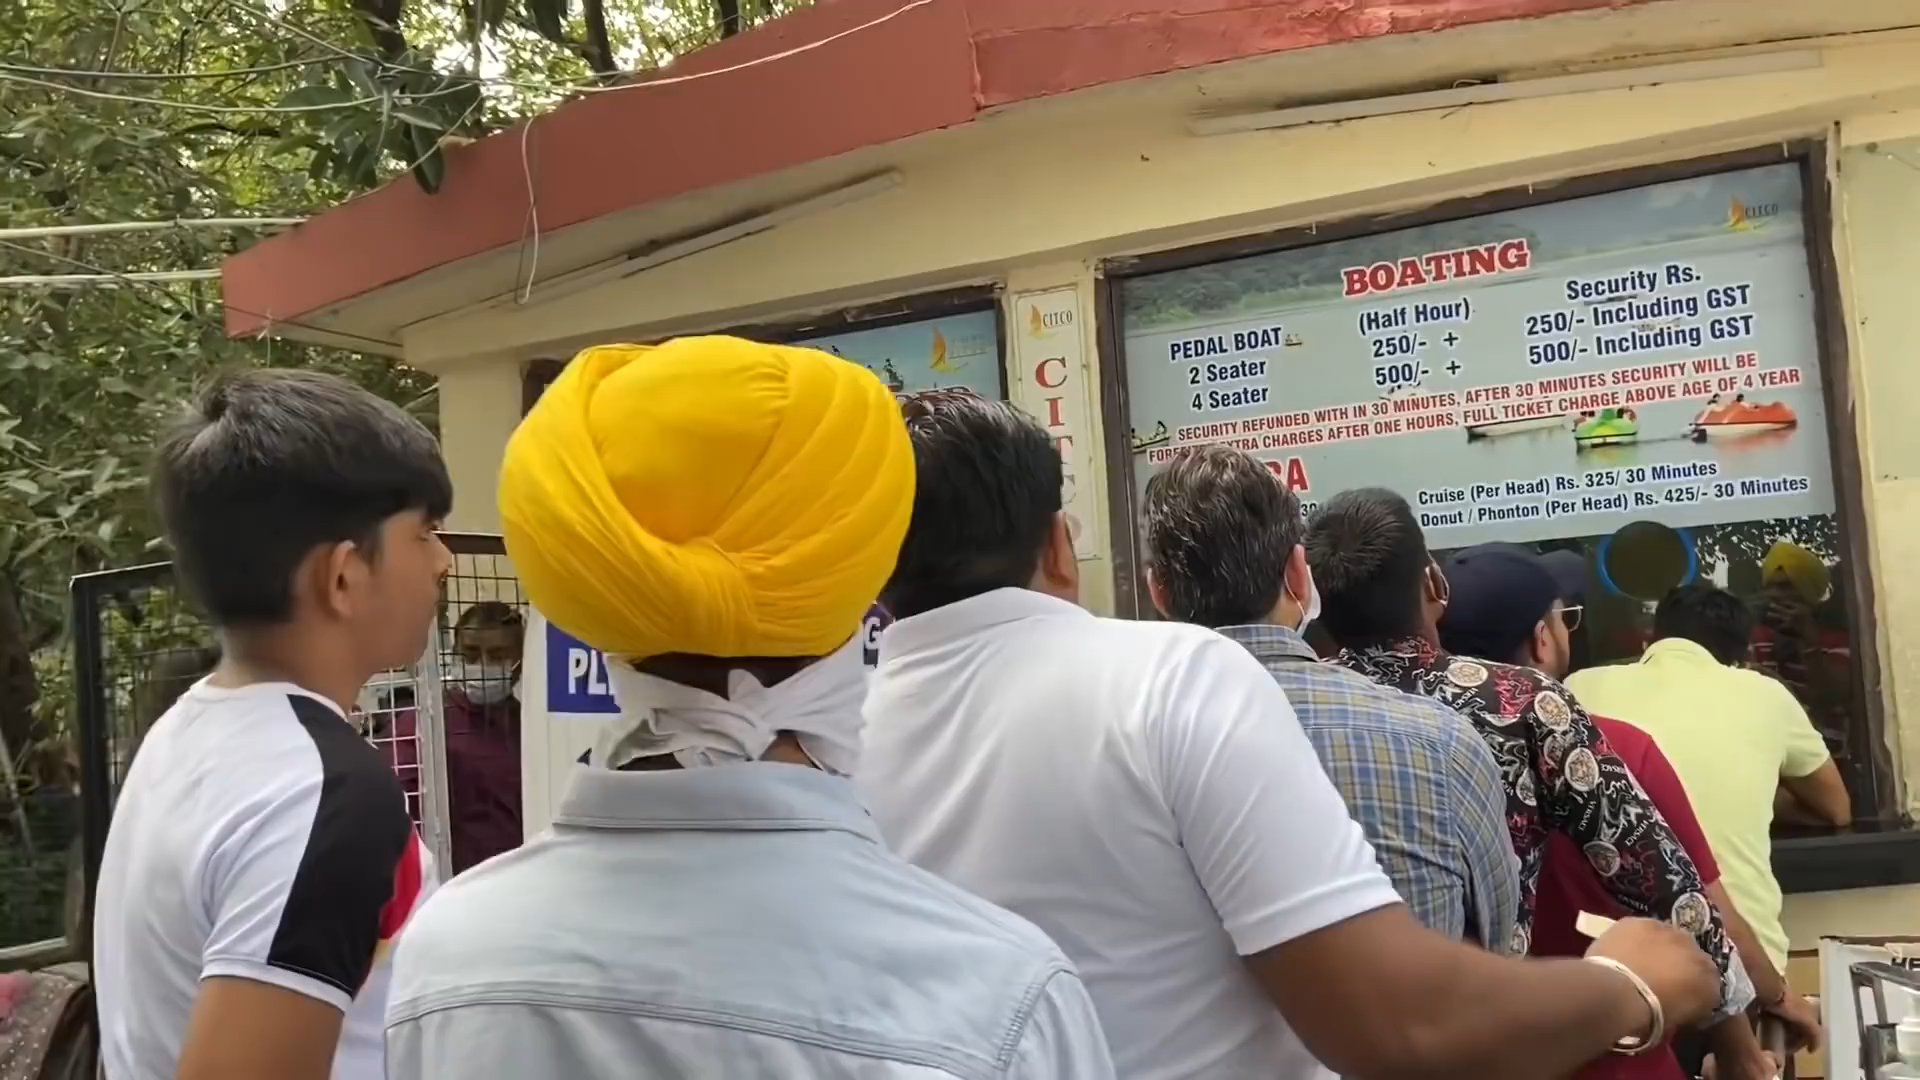 CITCO
BOATING
PEDAL BOAT (Half Hour) Security Rs.
2 Seater 250/- + 250/- Including GST
4 Seater 500/- + 500/- Including GST
SECURITY REFUNDED WITH IN 30 MINUTES, AFTER 30 MINUTES SECURITY WILL BE
EXTRA CHARGES AFTER ONE HOURS, FULL TICKET CHARGE ABOVE AGE OF 4 YEAR
Cruise (Per Head) Rs. 325/ 30 Minutes
Donut / Phonton (Per Head) Rs. 425/- 30 Minutes
CITCO
C
I
T
C
O
VERSACE